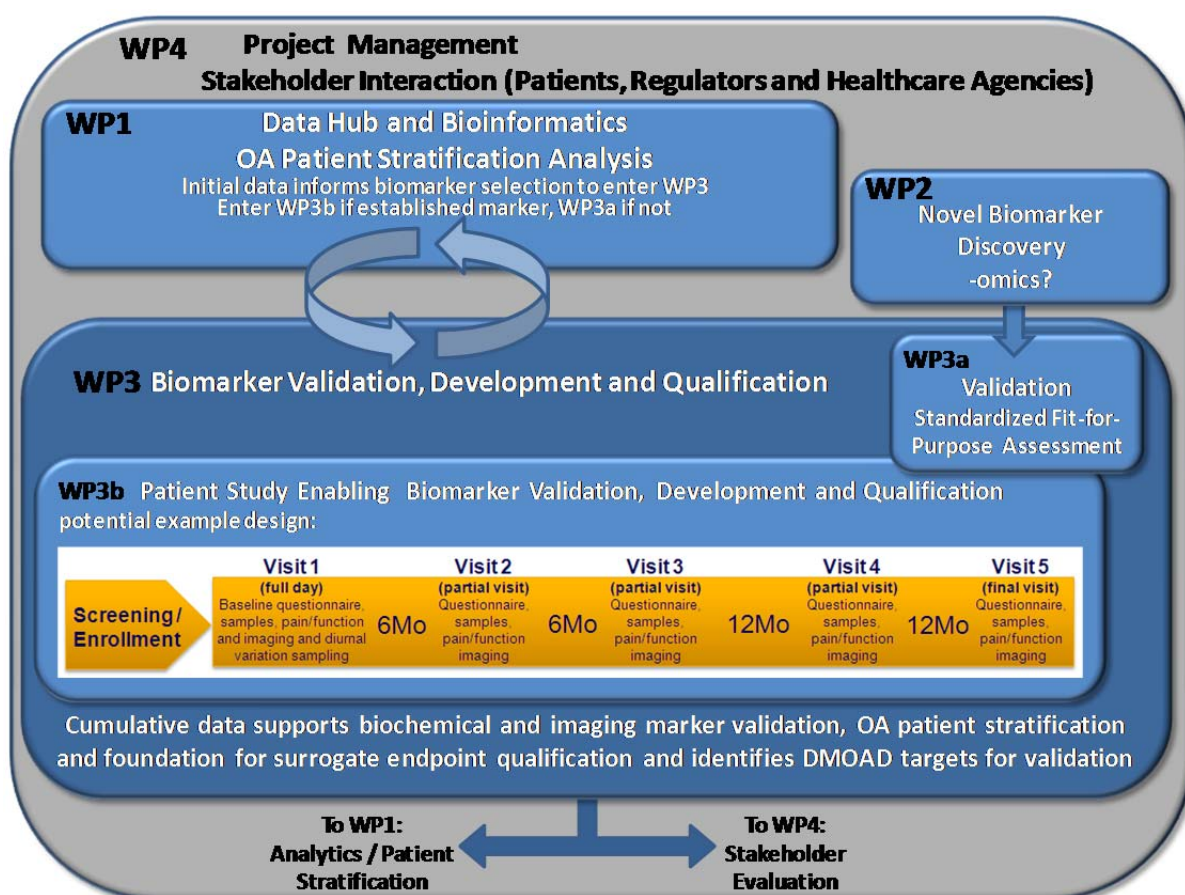 WP4 Project Management
Stakeholder Interaction (Patients, Regulators and Healthcare Agencies)
WP1
Data Hub and Bioinformatics
OA Patient Stratification Analysis
Initial data informs biomarker selection to enter WP3
Enter WP3b if established marker, WP3a if not
WP2
Novel Biomarker
Discovery
-omics?
WP3 Biomarker Validation, Development and Qualification
WP3a
Validation
Standardized Fit-for-
Purpose Assessment
WP3b Patient Study Enabling Biomarker Validation, Development and Qualification
potential example design:
Screening/
Enrollment
Visit 1
(full day)
Baseline questionnaire,
samples, pain/function
and imaging and diurnal
variation sampling
6Mo
Visit 2
(partial visit)
Questionnaire,
samples,
pain/function
imaging
6Mo
Visit 3
(partial visit)
Questionnaire,
samples,
pain/function
imaging
12Mo
Visit 4
(partial visit)
Questionnaire,
samples,
pain/function
imaging
12Mo
Visit 5
(final visit)
Questionnaire,
samples,
pain/function
imaging
Cumulative data supports biochemical and imaging marker validation, OA patient stratification
and foundation for surrogate endpoint qualification and identifies DMOAD targets for validation
To WP1:
Analytics / Patient
Stratification
To WP4:
Stakeholder
Evaluation